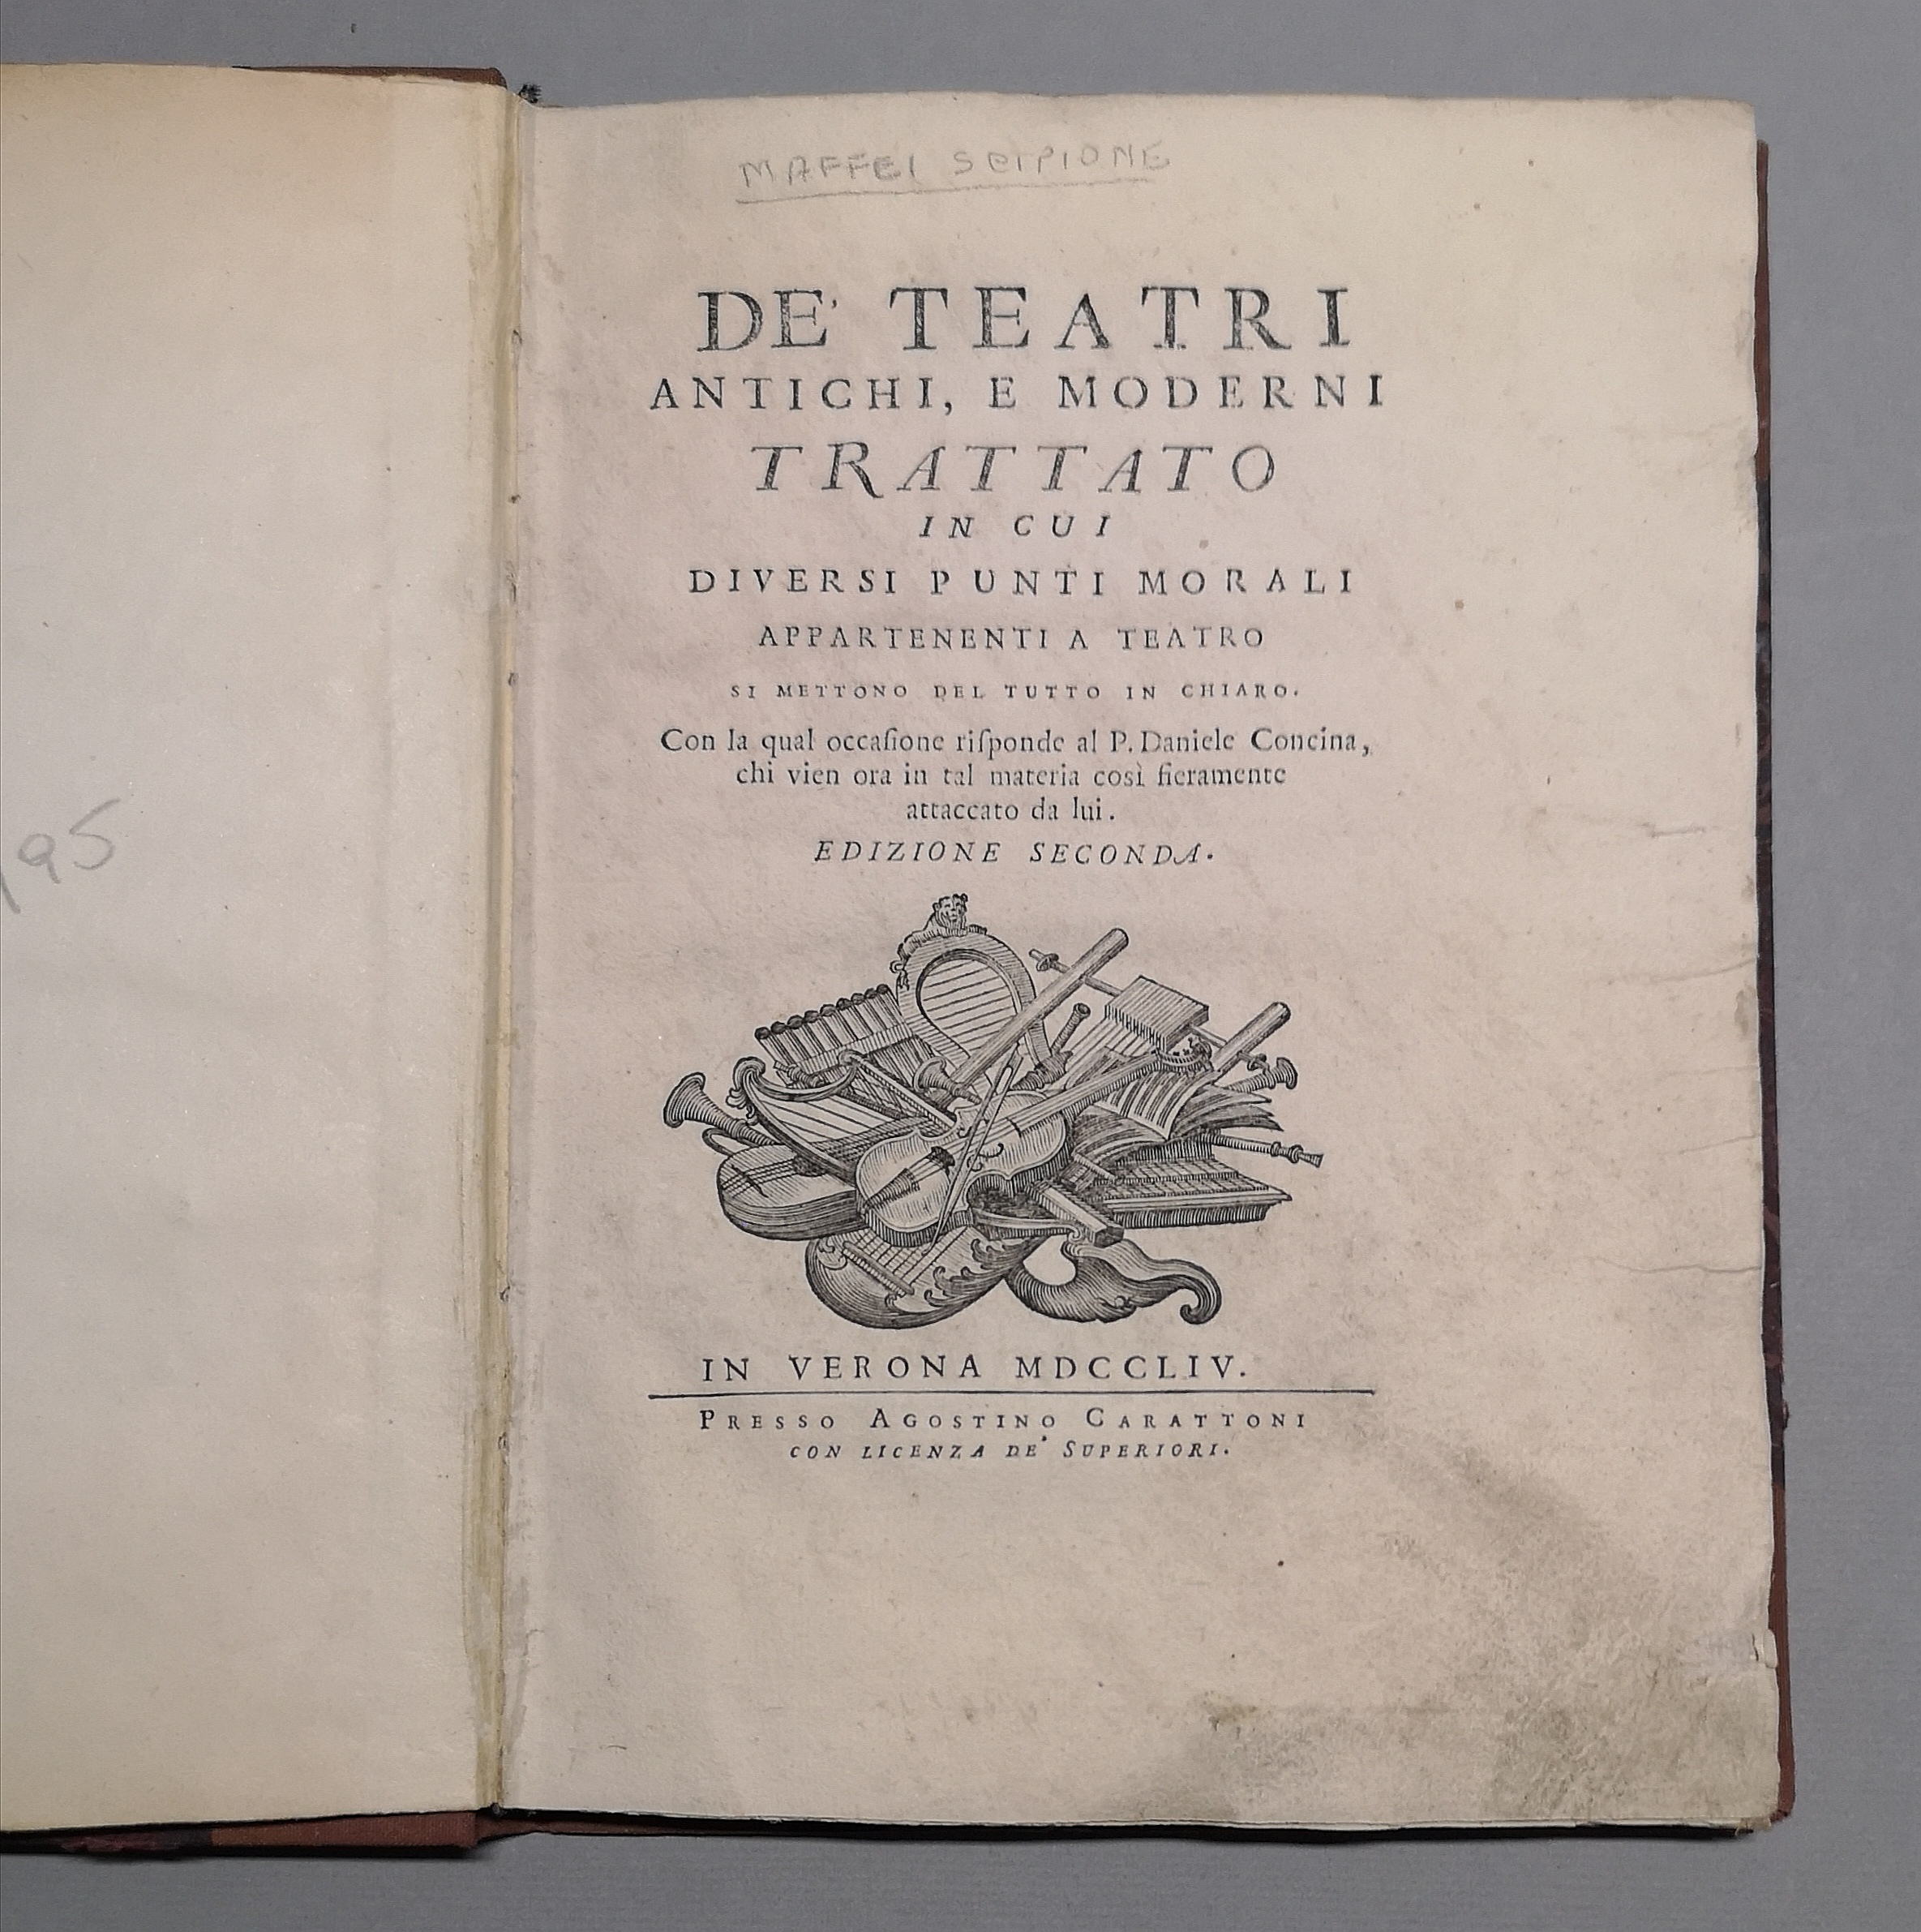 195
MAFFEI SCIPIONE
DE' TEATRI
ANTICHI, E MODERNI
TRATTATO
IN CUI
DIVERSI PUNTI MORALI
APPARTENENTI A TEATRO
SI METTONO DEL TUTTO IN CHIARO.
Con la qual occaſione riſponde al P. Daniele Concina,
chi vien ora in tal materia così fieramente
attaccato da lui.
EDIZIONE SECONDA.
IN VERONA MDCCLIV.
PRESSO AGOSTINO CARATTONI
CON LICENZA DE' SUPERIORI.